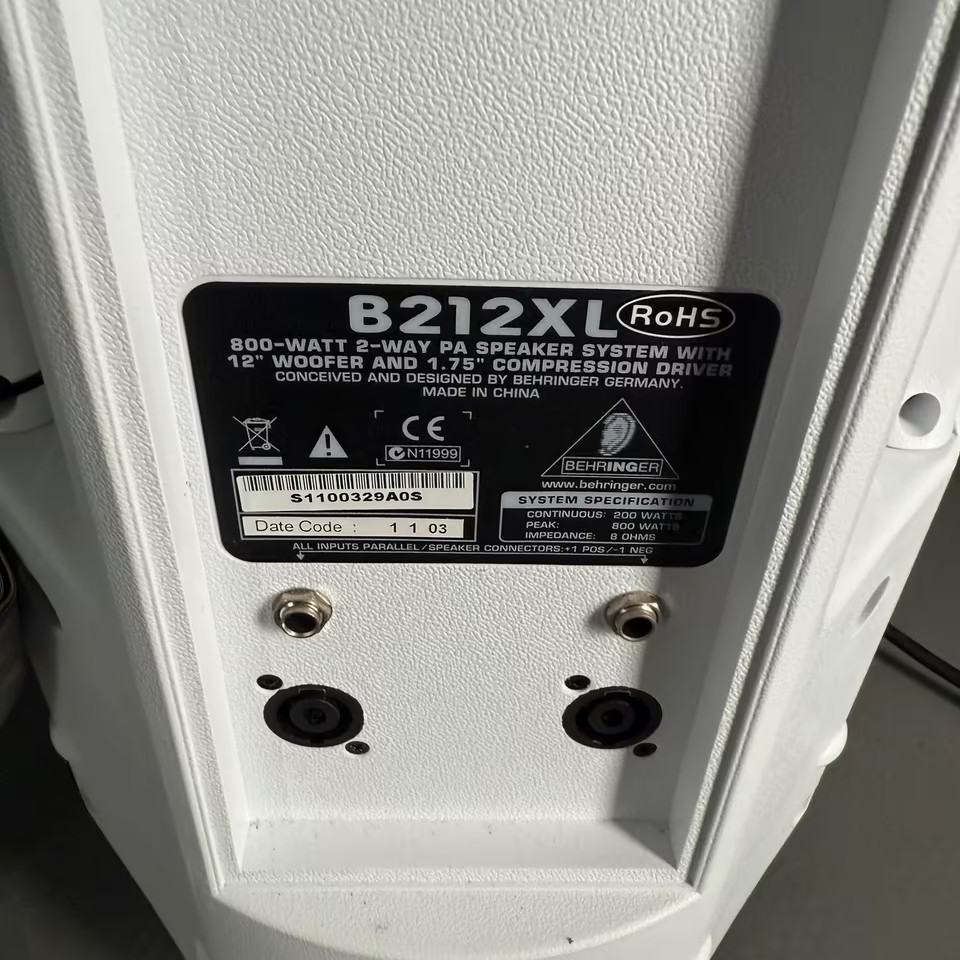 B212XL RoHS
800-WATT 2-WAY PA SPEAKER SYSTEM WITH
12" WOOFER AND 1.75" COMPRESSION DRIVER
CONCEIVED AND DESIGNED BY BEHRINGER GERMANY.
MADE IN CHINA
CE
N11999
BEHRINGER
www.behringer.com
S1100329A0S
Date Code : 1 1 03
SYSTEM SPECIFICATION
CONTINUOUS: 200 WATTS
PEAK: 800 WATTS
IMPEDANCE: 8 OHMS
ALL INPUTS PARALLEL/SPEAKER CONNECTORS:+1 POS/-1 NEG